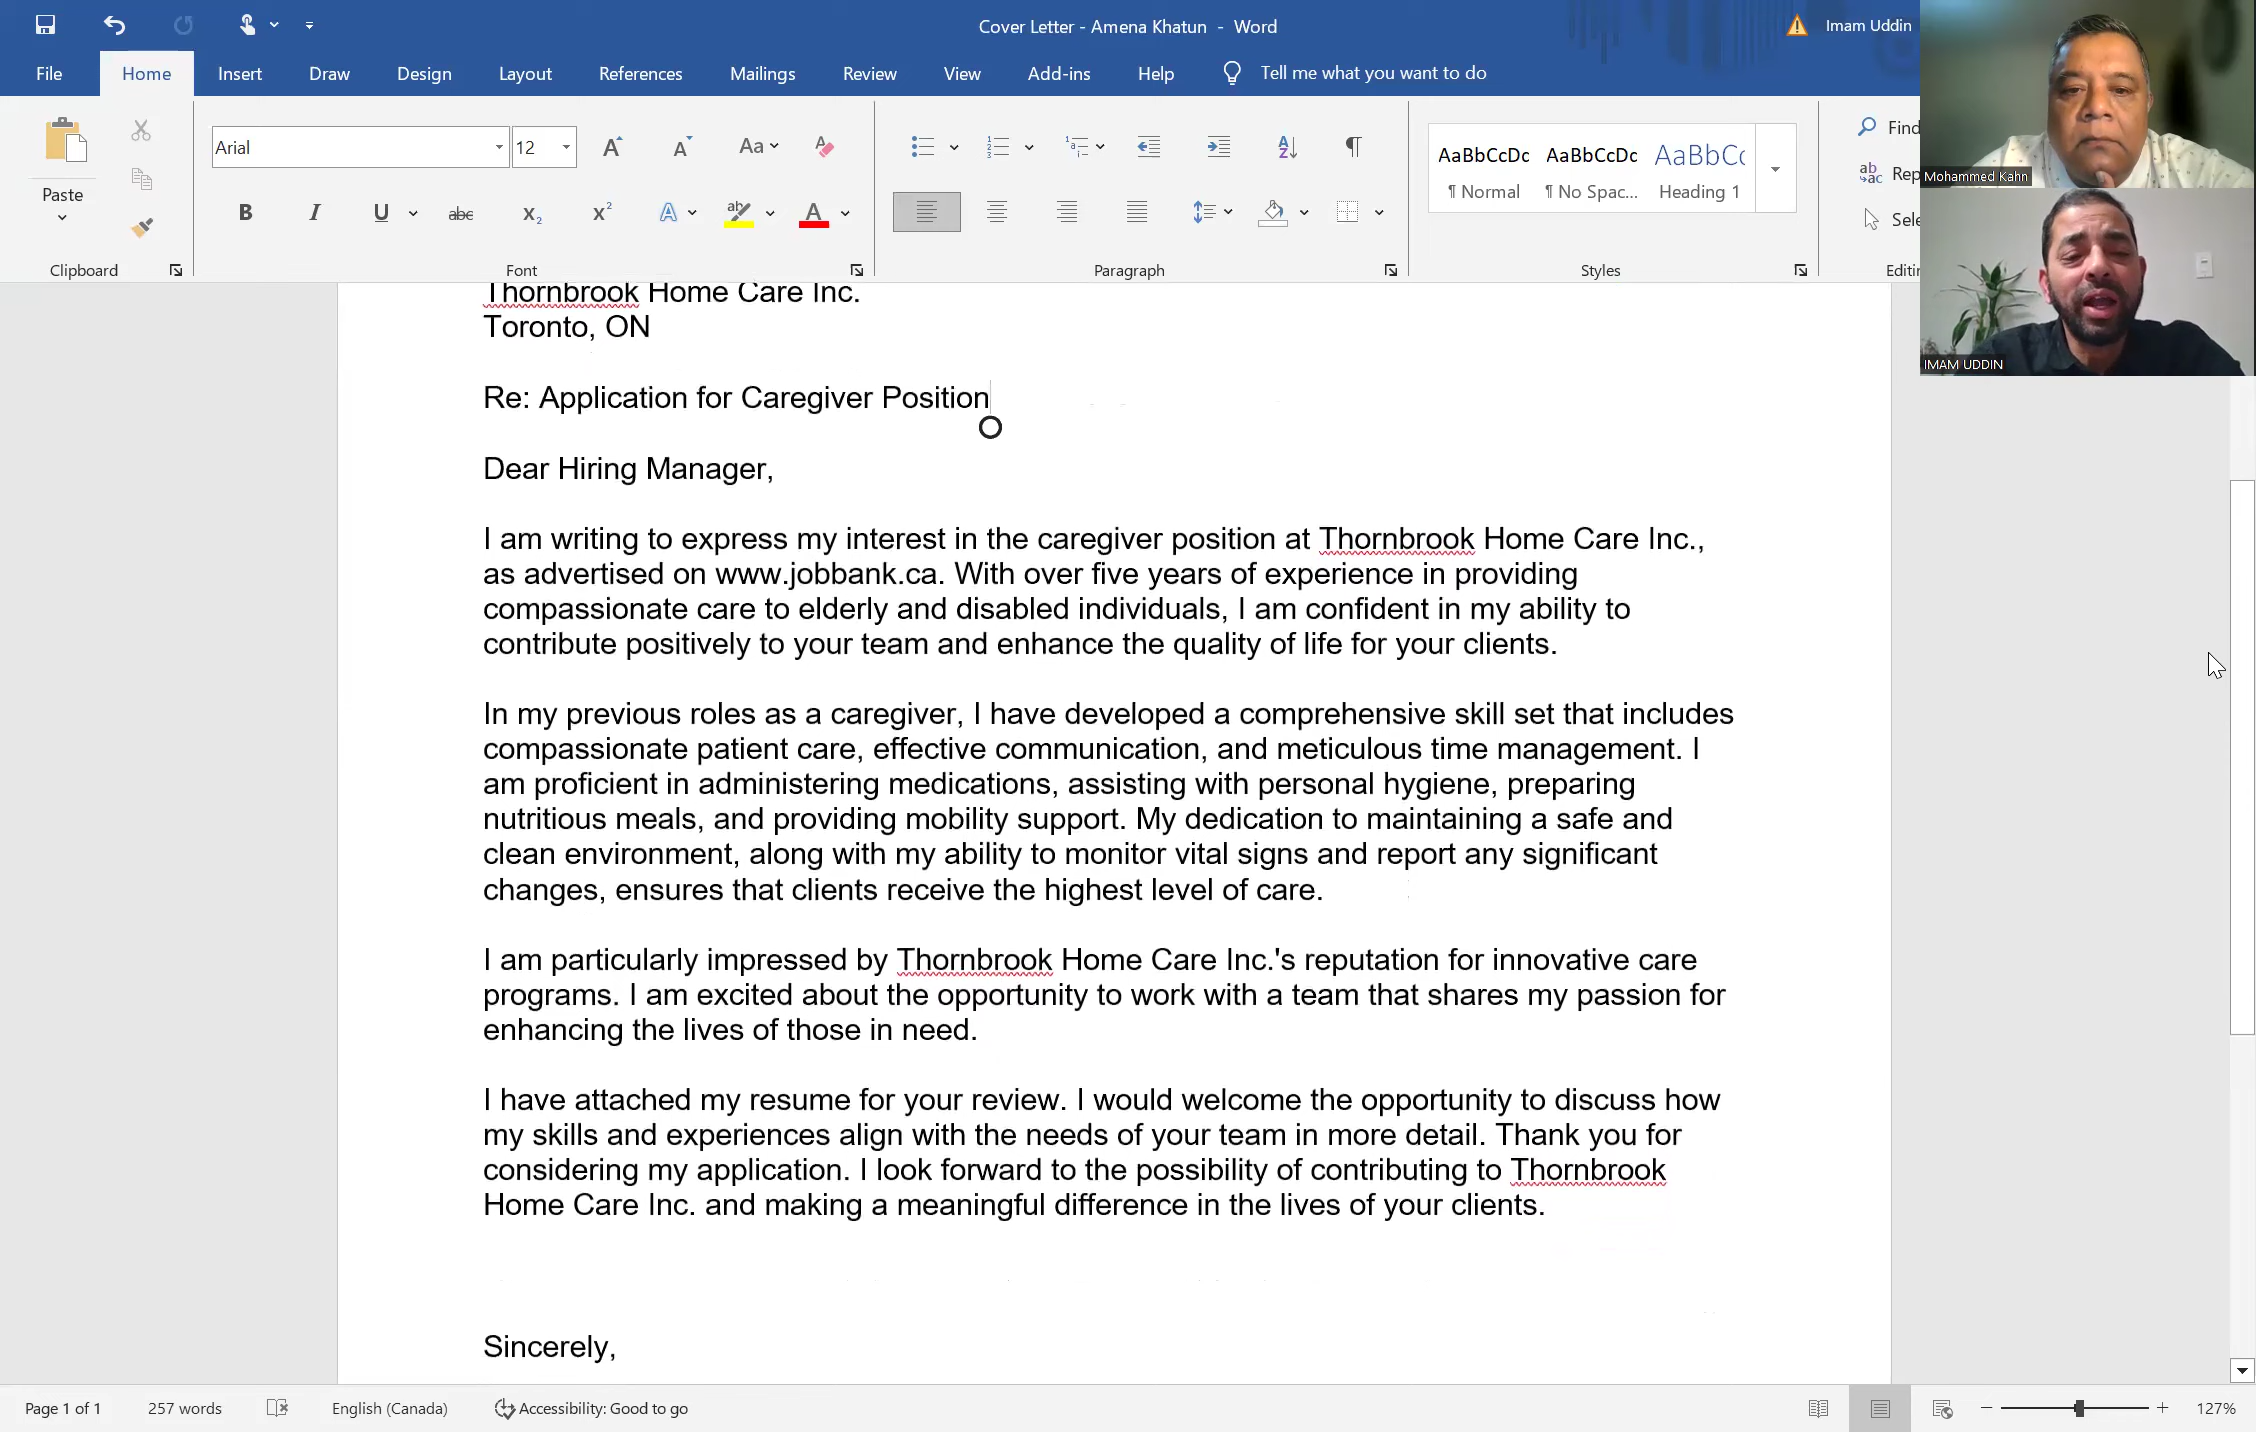 Cover Letter - Amena Khatun - Word
Imam Uddin
File Home Insert Draw Design Layout References Mailings Review View Add-ins Help Tell me what you want to do
Paste
Clipboard
Arial 12
Aa
B I U abc X₂ X² A ab A
Font
Paragraph
AaBbCcDc AaBbCcDc AaBbCc
¶ Normal ¶ No Spac... Heading 1
Styles
Find
Rep
Sele
Editin
Mohammed Kahn
IMAM UDDIN
Thornbrook Home Care Inc.
Toronto, ON
Re: Application for Caregiver Position
Dear Hiring Manager,
I am writing to express my interest in the caregiver position at Thornbrook Home Care Inc.,
as advertised on www.jobbank.ca. With over five years of experience in providing
compassionate care to elderly and disabled individuals, I am confident in my ability to
contribute positively to your team and enhance the quality of life for your clients.
In my previous roles as a caregiver, I have developed a comprehensive skill set that includes
compassionate patient care, effective communication, and meticulous time management. I
am proficient in administering medications, assisting with personal hygiene, preparing
nutritious meals, and providing mobility support. My dedication to maintaining a safe and
clean environment, along with my ability to monitor vital signs and report any significant
changes, ensures that clients receive the highest level of care.
I am particularly impressed by Thornbrook Home Care Inc.'s reputation for innovative care
programs. I am excited about the opportunity to work with a team that shares my passion for
enhancing the lives of those in need.
I have attached my resume for your review. I would welcome the opportunity to discuss how
my skills and experiences align with the needs of your team in more detail. Thank you for
considering my application. I look forward to the possibility of contributing to Thornbrook
Home Care Inc. and making a meaningful difference in the lives of your clients.
Sincerely,
Page 1 of 1 257 words English (Canada) Accessibility: Good to go 127%